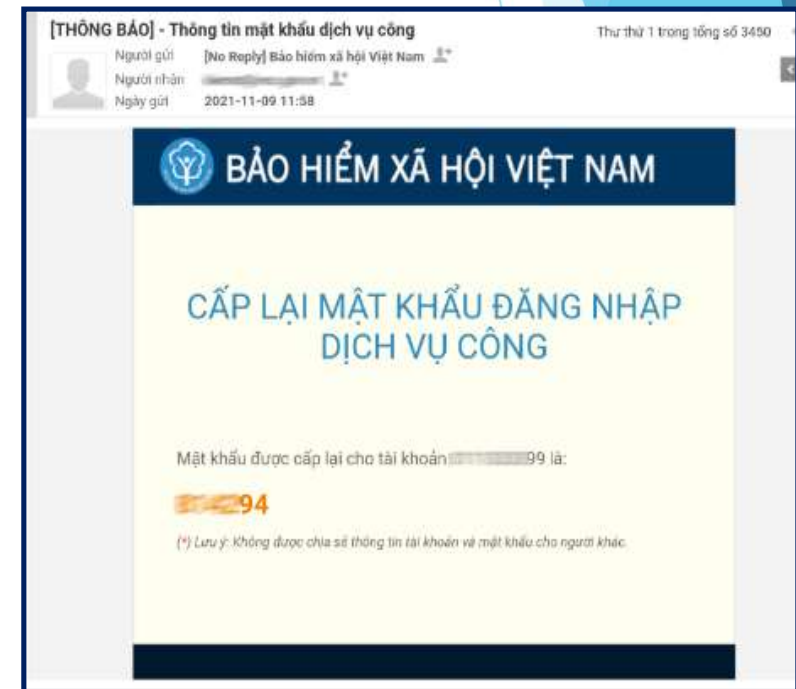 [THÔNG BÁO] - Thông tin mật khẩu dịch vụ công
Thư thứ 1 trong tổng số 3450
Người gửi [No Reply] Bảo hiểm xã hội Việt Nam
Người nhận
Ngày gửi 2021-11-09 11:58
BẢO HIỂM XÃ HỘI VIỆT NAM
CẤP LẠI MẬT KHẨU ĐĂNG NHẬP
DỊCH VỤ CÔNG
Mật khẩu được cấp lại cho tài khoản 99 là:
94
(*) Lưu ý: Không được chia sẻ thông tin tài khoản và mật khẩu cho người khác.